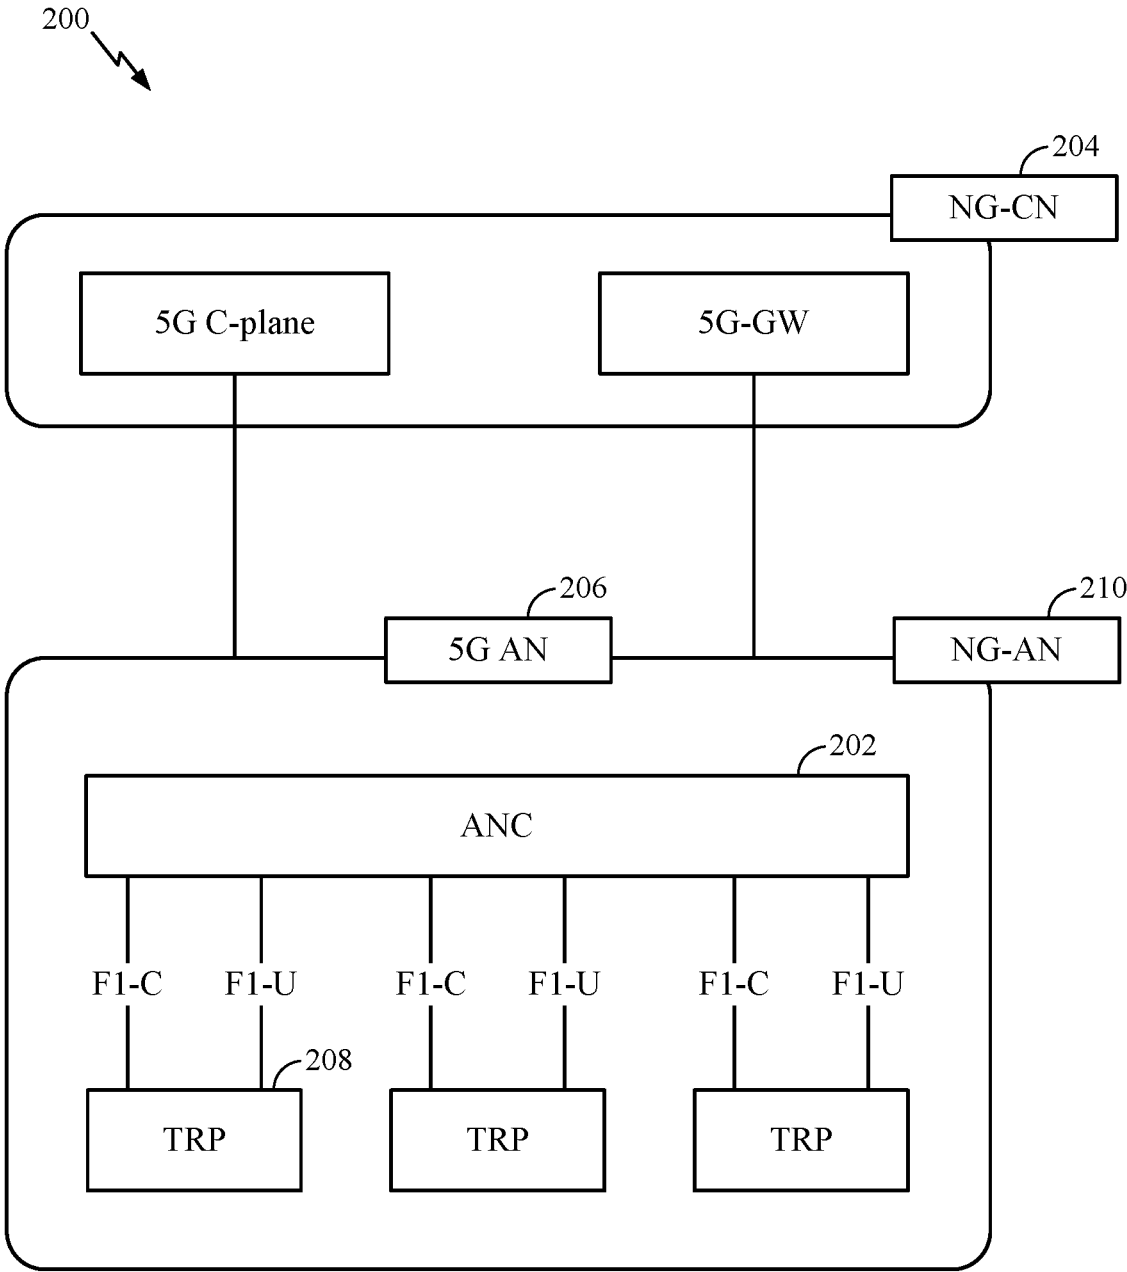 200
204
NG-CN
5G C-plane
5G-GW
206
210
5G AN
NG-AN
202
ANC
F1-C
F1-U
F1-C
F1-U
F1-C
F1-U
208
TRP
TRP
TRP